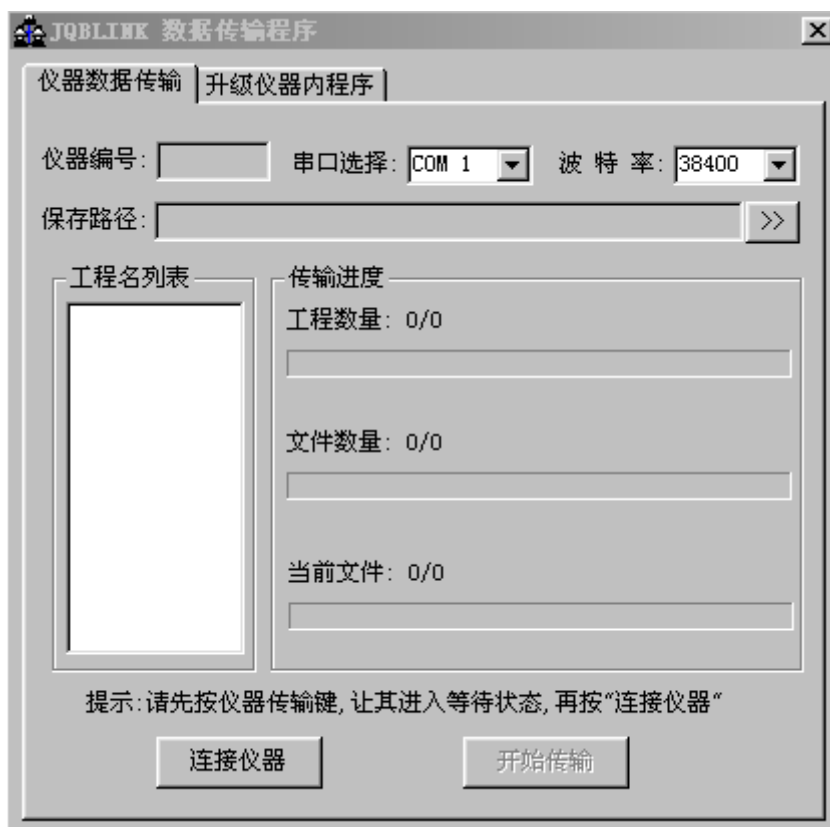 JQBLINK 数据传输程序
仪器数据传输 升级仪器内程序
仪器编号: 串口选择: COM 1 波 特 率: 38400
保存路径: >>
工程名列表 传输进度
工程数量: 0/0
文件数量: 0/0
当前文件: 0/0
提示:请先按仪器传输键,让其进入等待状态,再按“连接仪器”
连接仪器 开始传输